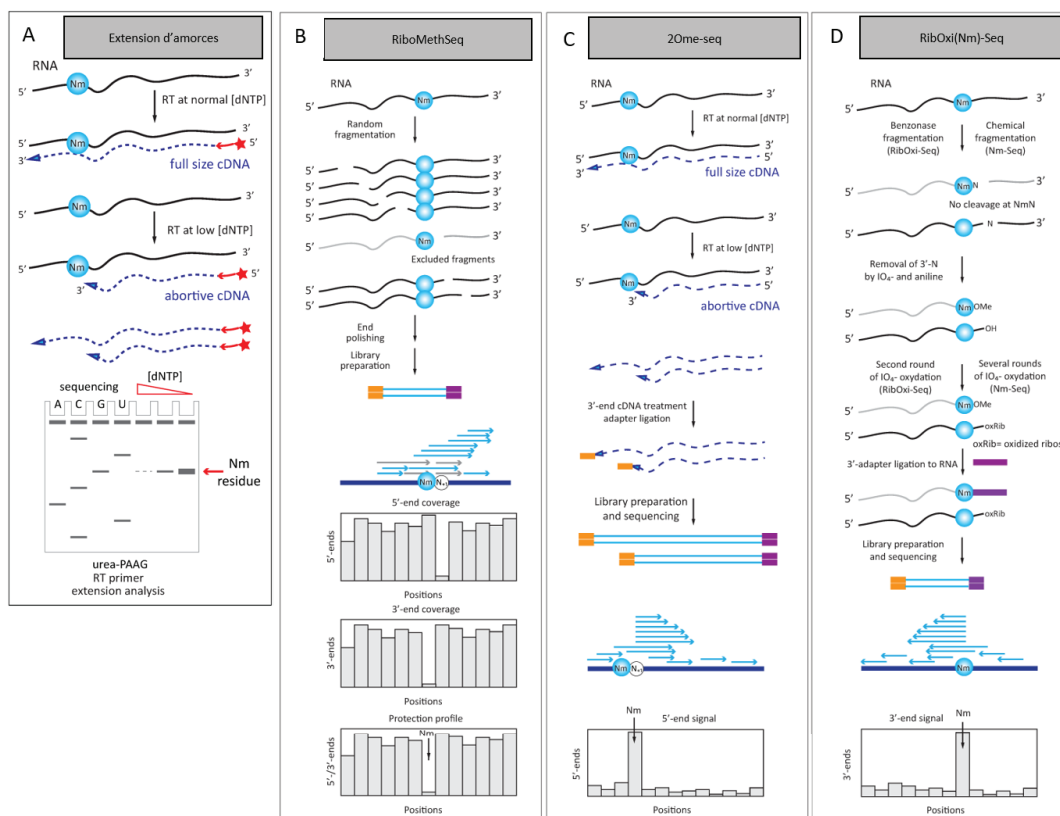 A
Extension d'amorces
RNA
5'
Nm
3'
RT at normal [dNTP]
5'
Nm
5'
3'
full size cDNA
5'
Nm
3'
RT at low [dNTP]
5'
Nm
5'
3'
abortive cDNA
[dNTP]
sequencing
A C G U
Nm
residue
urea-PAAG
RT primer
extension analysis
B
RiboMethSeq
RNA
5'
Nm
3'
Random
fragmentation
5'
3'
5'
Nm
3'
Excluded fragments
5'
3'
End
polishing
Library
preparation
Nm
N+1
5'-end coverage
5'-ends
Positions
3'-end coverage
3'-ends
Positions
Protection profile
Nm
5'-/3'-ends
Positions
C
2Ome-seq
RNA
5'
Nm
3'
RT at normal [dNTP]
5'
Nm
3'
5'
3'
full size cDNA
5'
Nm
3'
RT at low [dNTP]
5'
Nm
3'
5'
3'
abortive cDNA
3'-end cDNA treatment
adapter ligation
Library preparation
and sequencing
Nm
N+1
Nm
5'-end signal
5'-ends
Positions
D
RibOxi(Nm)-Seq
RNA
5'
Nm
3'
Benzonase
fragmentation
(RibOxi-Seq)
Chemical
fragmentation
(Nm-Seq)
5'
Nm
N
3'
No cleavage at NmN
5'
N
3'
Removal of 3'-N
by IO4- and aniline
5'
Nm
OMe
5'
OH
Second round
of IO4- oxydation
(RibOxi-Seq)
Several rounds
of IO4- oxydation
(Nm-Seq)
5'
Nm
OMe
5'
oxRib
oxRib= oxidized ribos
3'-adapter ligation to RNA
5'
Nm
5'
oxRib
Library preparation
and sequencing
Nm
3'-end signal
Nm
3'-ends
Positions